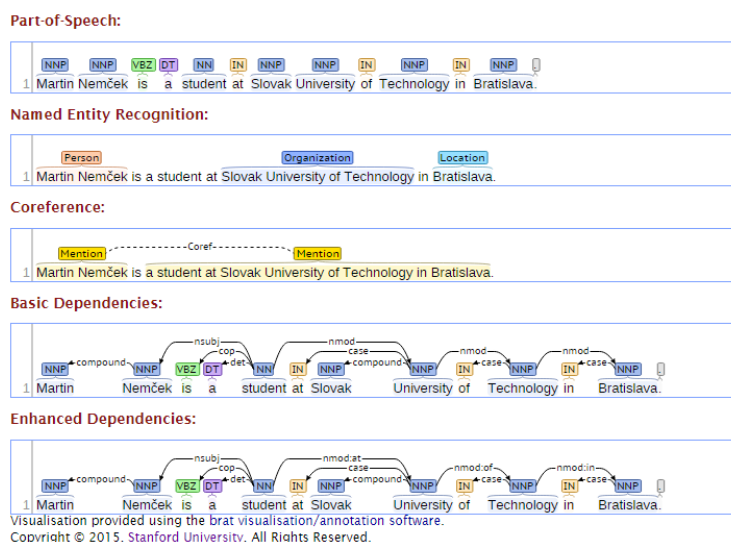 Part-of-Speech:
NNP NNP VBZ DT NN IN NNP NNP IN NNP IN NNP .
1 Martin Nemček is a student at Slovak University of Technology in Bratislava.
Named Entity Recognition:
Person Organization Location
1 Martin Nemček is a student at Slovak University of Technology in Bratislava.
Coreference:
Coref
Mention Mention
1 Martin Nemček is a student at Slovak University of Technology in Bratislava.
Basic Dependencies:
nsubj nmod
cop case nmod nmod
compound det compound case case
NNP NNP VBZ DT NN IN NNP NNP IN NNP IN NNP .
1 Martin Nemček is a student at Slovak University of Technology in Bratislava.
Enhanced Dependencies:
nsubj nmod:at
cop case nmod:of nmod:in
compound det compound case case
NNP NNP VBZ DT NN IN NNP NNP IN NNP IN NNP .
1 Martin Nemček is a student at Slovak University of Technology in Bratislava.
Visualisation provided using the brat visualisation/annotation software.
Copyright © 2015, Stanford University, All Rights Reserved.